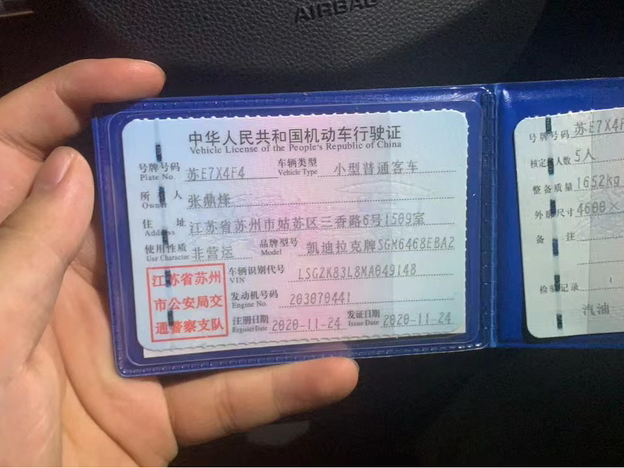 AIRBAG
中华人民共和国机动车行驶证
Vehicle License of the People's Republic of China
号牌号码 苏E7X4F4 车辆类型 小型普通客车
Plate No. Vehicle Type
所有人 张鼎烽
Owner
住址 江苏省苏州市姑苏区三香路6号1509室
Address
使用性质 非营运 品牌型号 凯迪拉克牌SGM6468EBA2
Use Character Model
江苏省苏州
市公安局交
通警察支队
车辆识别代号 LSGZK83L8MA049148
VIN
发动机号码 203070441
Engine No.
注册日期 2020-11-24 发证日期 2020-11-24
Register Date Issue Date
号牌号码 苏E7X4F
核定人数 5人
整备质量 1652kg
外廓尺寸 4600×
备注
检验记录
汽油